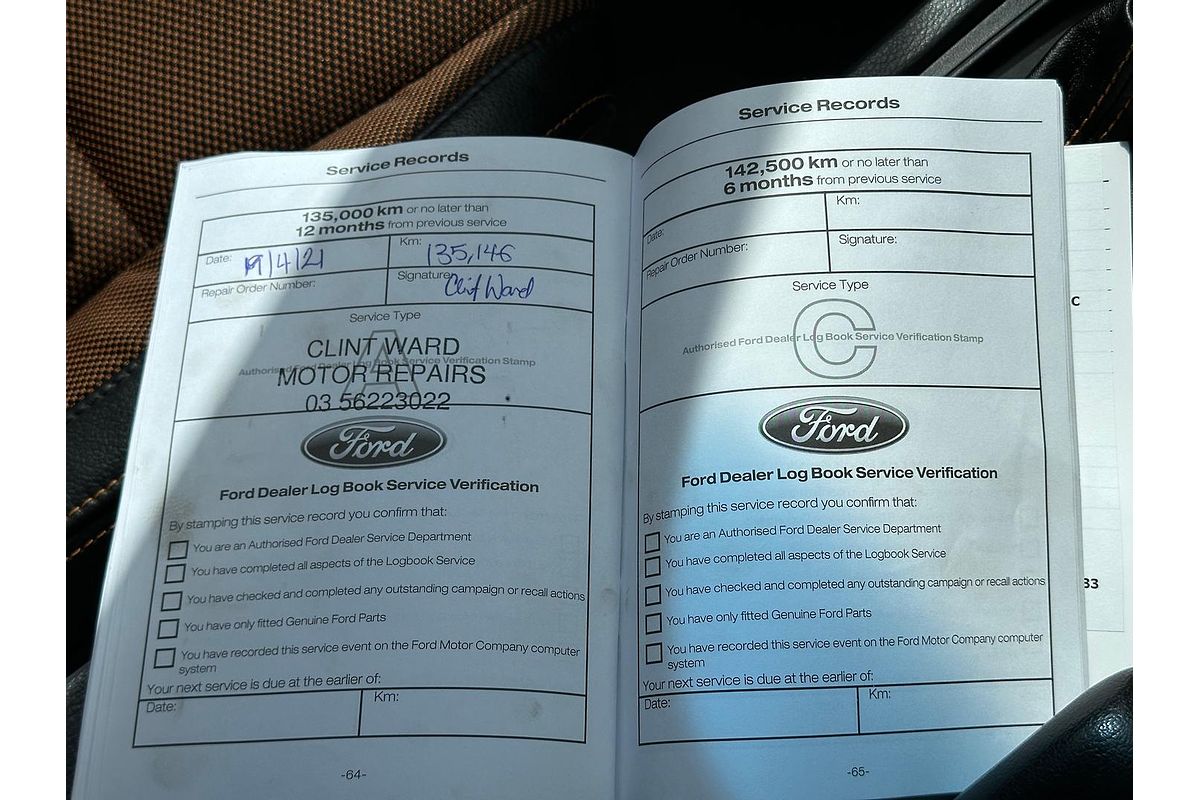 Service Records
135,000 km or no later than
12 months from previous service
Date: 19/4/21
Km: 135,146
Repair Order Number:
Signature: Clint Ward
Service Type
A
Authorised Ford Dealer Log Book Service Verification Stamp
CLINT WARD
MOTOR REPAIRS
03 56223022
Ford
Ford Dealer Log Book Service Verification
By stamping this service record you confirm that:
You are an Authorised Ford Dealer Service Department
You have completed all aspects of the Logbook Service
You have checked and completed any outstanding campaign or recall actions
You have only fitted Genuine Ford Parts
You have recorded this service event on the Ford Motor Company computer
system
Your next service is due at the earlier of:
Date:
Km:
-64-
Service Records
142,500 km or no later than
6 months from previous service
Date:
Km:
Repair Order Number:
Signature:
Service Type
C
Authorised Ford Dealer Log Book Service Verification Stamp
Ford
Ford Dealer Log Book Service Verification
By stamping this service record you confirm that:
You are an Authorised Ford Dealer Service Department
You have completed all aspects of the Logbook Service
You have checked and completed any outstanding campaign or recall actions
You have only fitted Genuine Ford Parts
You have recorded this service event on the Ford Motor Company computer
system
Your next service is due at the earlier of:
Date:
Km:
-65-
C
33